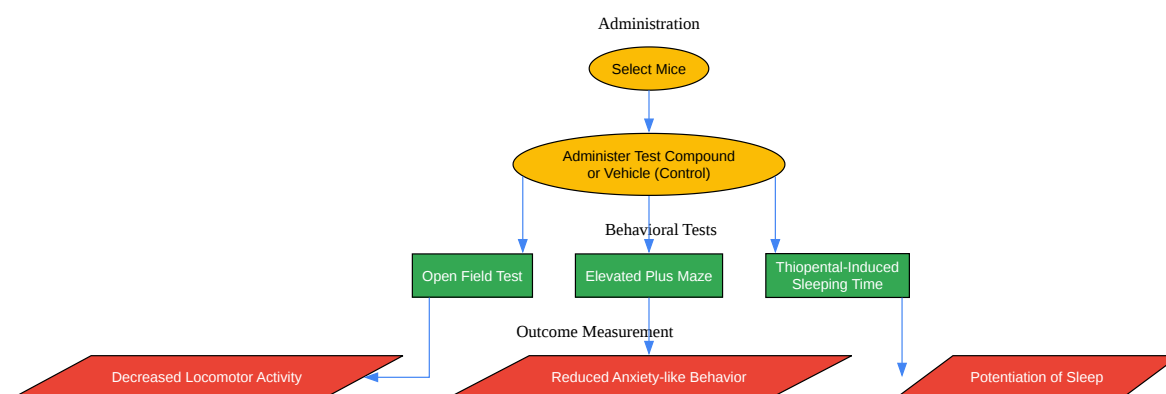 Administration
Select Mice
Administer Test Compound
or Vehicle (Control)
Behavioral Tests
Open Field Test
Elevated Plus Maze
Thiopental-Induced
Sleeping Time
Outcome Measurement
Decreased Locomotor Activity
Reduced Anxiety-like Behavior
Potentiation of Sleep